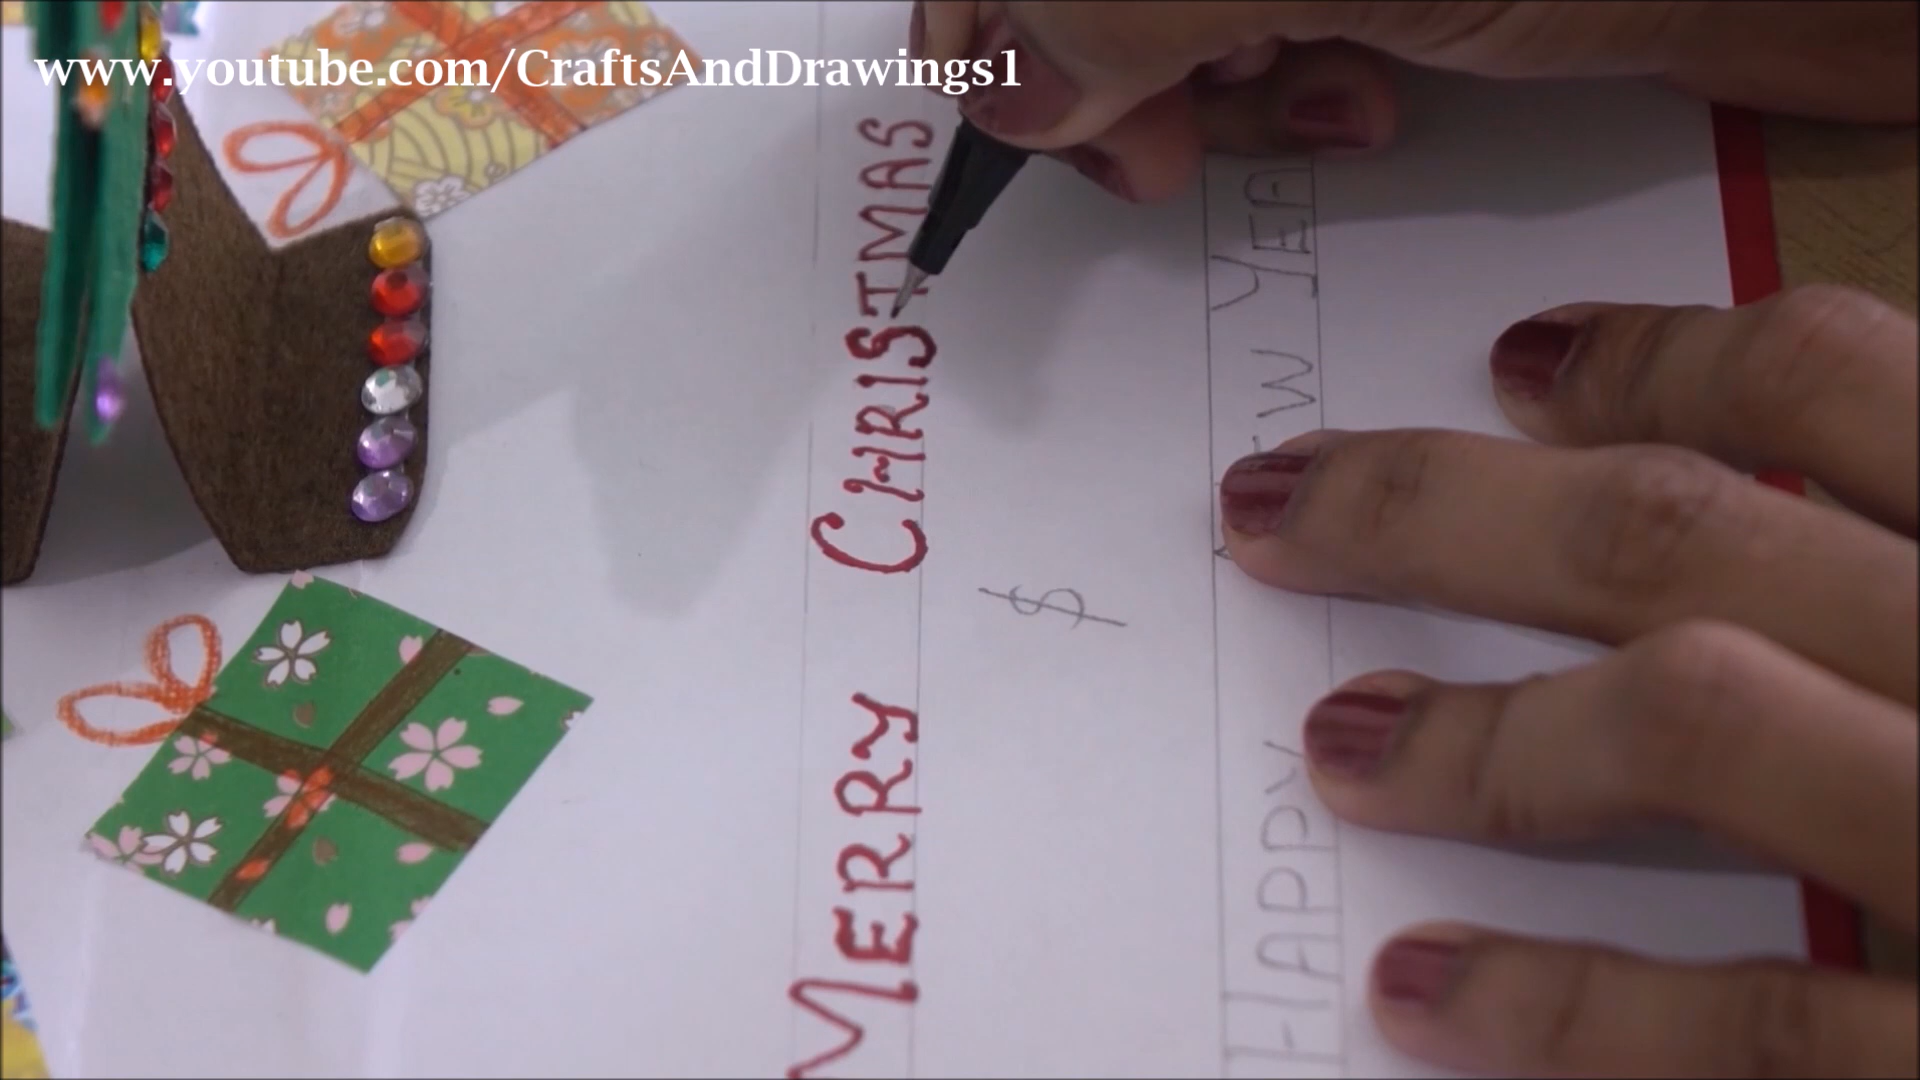 www.youtube.com/CraftsAndDrawings1
MERRY CHRISTMAS
$
HAPPY YEA